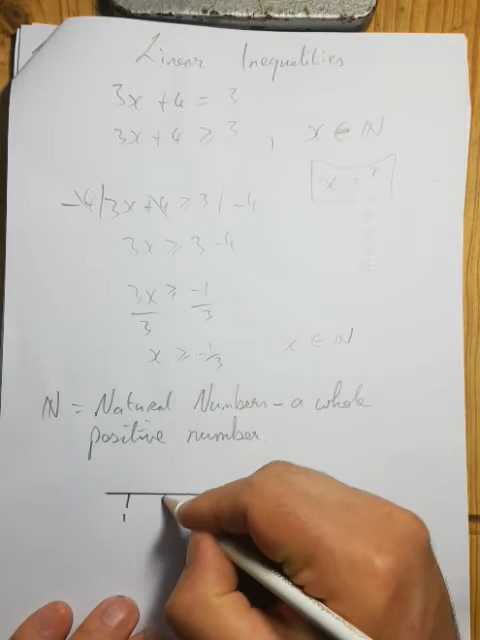 Linear Inequalities
3x + 4 = 3
3x + 4 ≥ 3 , x ∈ ℕ
-4/3x+4 ≥ 3/-4
3x ≥ 3 - 4
3x/3 ≥ -1/3
x ≥ -1/3 x ∈ ℕ
ℕ = Natural Numbers - a whole
positive number
1